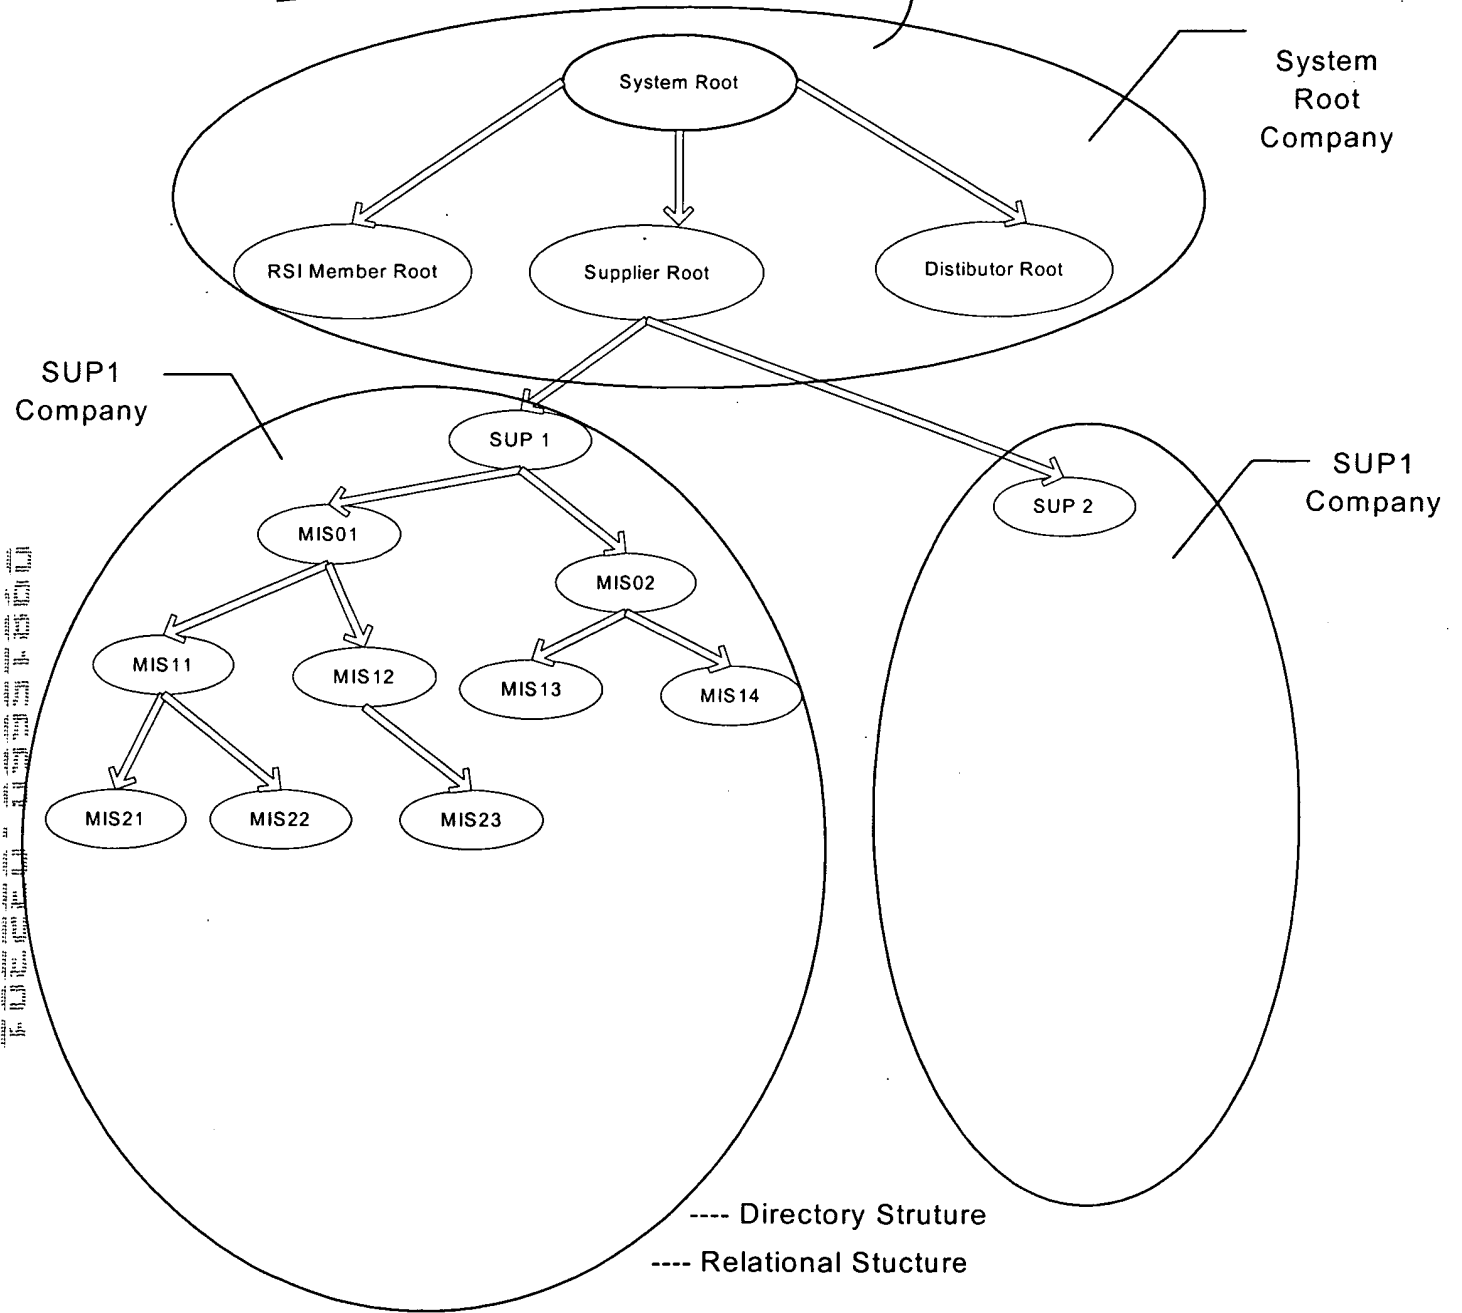 System Root
System
Root
Company
RSI Member Root
Supplier Root
Distibutor Root
SUP1
Company
SUP 1
SUP1
Company
SUP 2
MIS01
MIS02
MIS11
MIS12
MIS13
MIS14
MIS21
MIS22
MIS23
---- Directory Struture
---- Relational Stucture